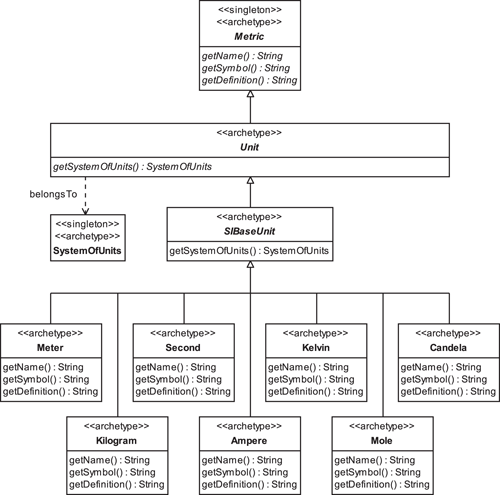 <<singleton>>
<<archetype>>
Metric
getName() : String
getSymbol() : String
getDefinition() : String
<<archetype>>
Unit
getSystemOfUnits() : SystemOfUnits
belongsTo
<<singleton>>
<<archetype>>
SystemOfUnits
<<archetype>>
SIBaseUnit
getSystemOfUnits() : SystemOfUnits
<<archetype>>
Meter
getName() : String
getSymbol() : String
getDefinition() : String
<<archetype>>
Second
getName() : String
getSymbol() : String
getDefinition() : String
<<archetype>>
Kelvin
getName() : String
getSymbol() : String
getDefinition() : String
<<archetype>>
Candela
getName() : String
getSymbol() : String
getDefinition() : String
<<archetype>>
Kilogram
getName() : String
getSymbol() : String
getDefinition() : String
<<archetype>>
Ampere
getName() : String
getSymbol() : String
getDefinition() : String
<<archetype>>
Mole
getName() : String
getSymbol() : String
getDefinition() : String